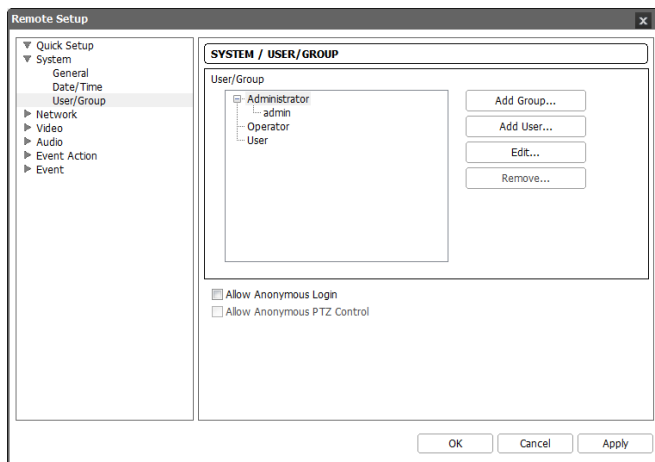 Remote Setup
x
Quick Setup
System
General
Date/Time
User/Group
Network
Video
Audio
Event Action
Event
SYSTEM / USER/GROUP
User/Group
Administrator
admin
Operator
User
Add Group...
Add User...
Edit...
Remove...
Allow Anonymous Login
Allow Anonymous PTZ Control
OK
Cancel
Apply